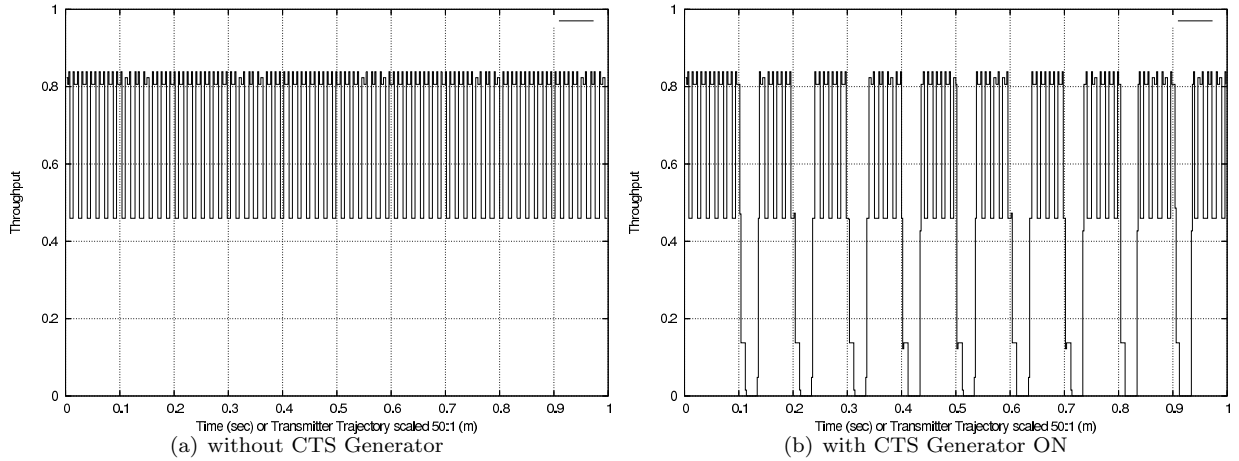 1
0.8
0.6
0.4
0.2
0
Throughput
0 0.1 0.2 0.3 0.4 0.5 0.6 0.7 0.8 0.9 1
Time (sec) or Transmitter Trajectory scaled 50:1 (m)
(a) without CTS Generator
1
0.8
0.6
0.4
0.2
0
Throughput
0 0.1 0.2 0.3 0.4 0.5 0.6 0.7 0.8 0.9 1
Time (sec) or Transmitter Trajectory scaled 50:1 (m)
(b) with CTS Generator ON